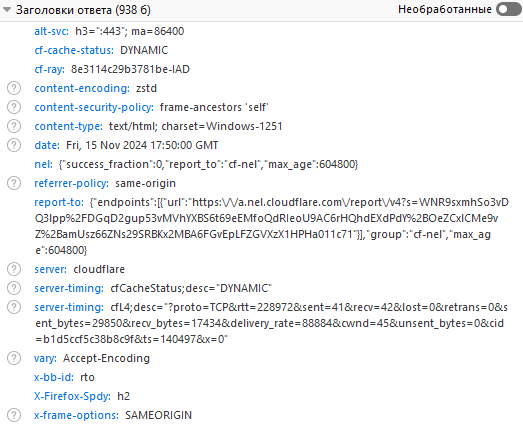 Заголовки ответа (938 б)
Необработанные
alt-svc: h3=":443"; ma=86400
cf-cache-status: DYNAMIC
cf-ray: 8e3114c29b3781be-IAD
content-encoding: zstd
content-security-policy: frame-ancestors 'self'
content-type: text/html; charset=Windows-1251
date: Fri, 15 Nov 2024 17:50:00 GMT
nel: {"success_fraction":0,"report_to":"cf-nel","max_age":604800}
referrer-policy: same-origin
report-to: {"endpoints":[{"url":"https:\/\/a.nel.cloudflare.com\/report\/v4?s=WNR9sxmhSo3vD
Q3lpp%2FDGqD2gup53vMVhYXBS6t69eEMfoQdRleoU9AC6rHQhdEXdPdY%2BOeZCxICMe9v
Z%2BamUsz66ZNs29SRBKx2MBA6FGvEpLFZGVXzX1HPHa011c71"}],"group":"cf-nel","max_ag
e":604800}
server: cloudflare
server-timing: cfCacheStatus;desc="DYNAMIC"
server-timing: cfL4;desc="?proto=TCP&rtt=228972&sent=41&recv=42&lost=0&retrans=0&s
ent_bytes=29850&recv_bytes=17434&delivery_rate=88884&cwnd=45&unsent_bytes=0&cid
=b1d5ccf5c38b8c9f&ts=140497&x=0"
vary: Accept-Encoding
x-bb-id: rto
X-Firefox-Spdy: h2
x-frame-options: SAMEORIGIN